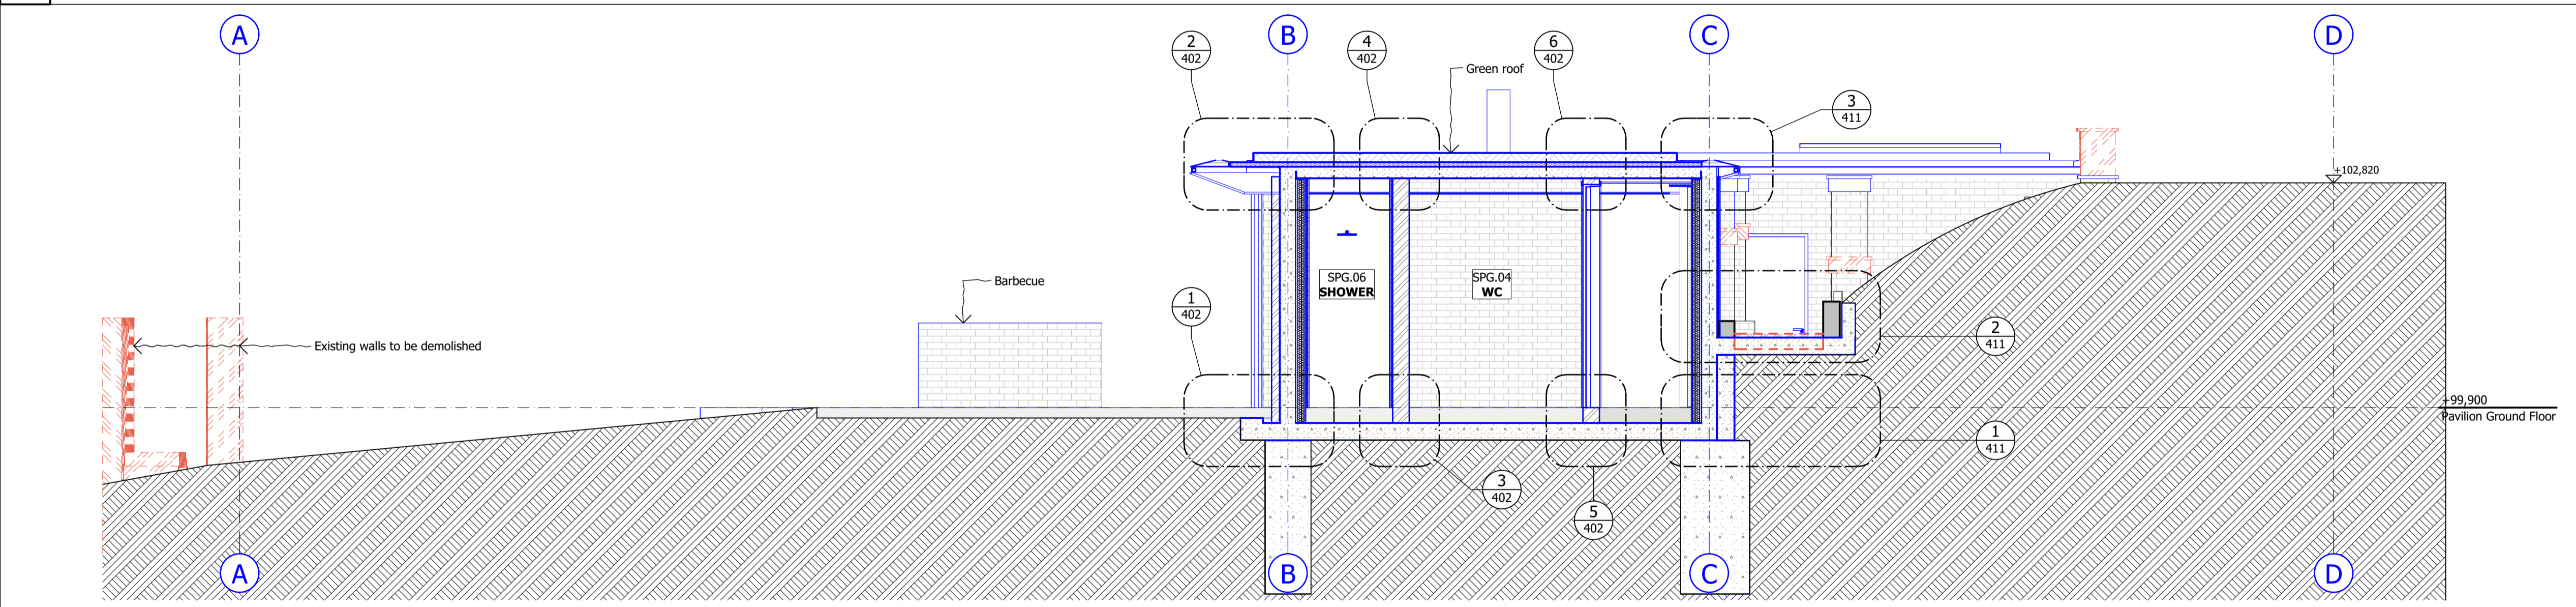 A
B
C
D
2
402
4
402
6
402
3
411
Green roof
+102,820
Barbecue
SPG.06
SHOWER
SPG.04
WC
1
402
Existing walls to be demolished
2
411
+99,900
Pavilion Ground Floor
1
411
3
402
5
402
A
B
C
D